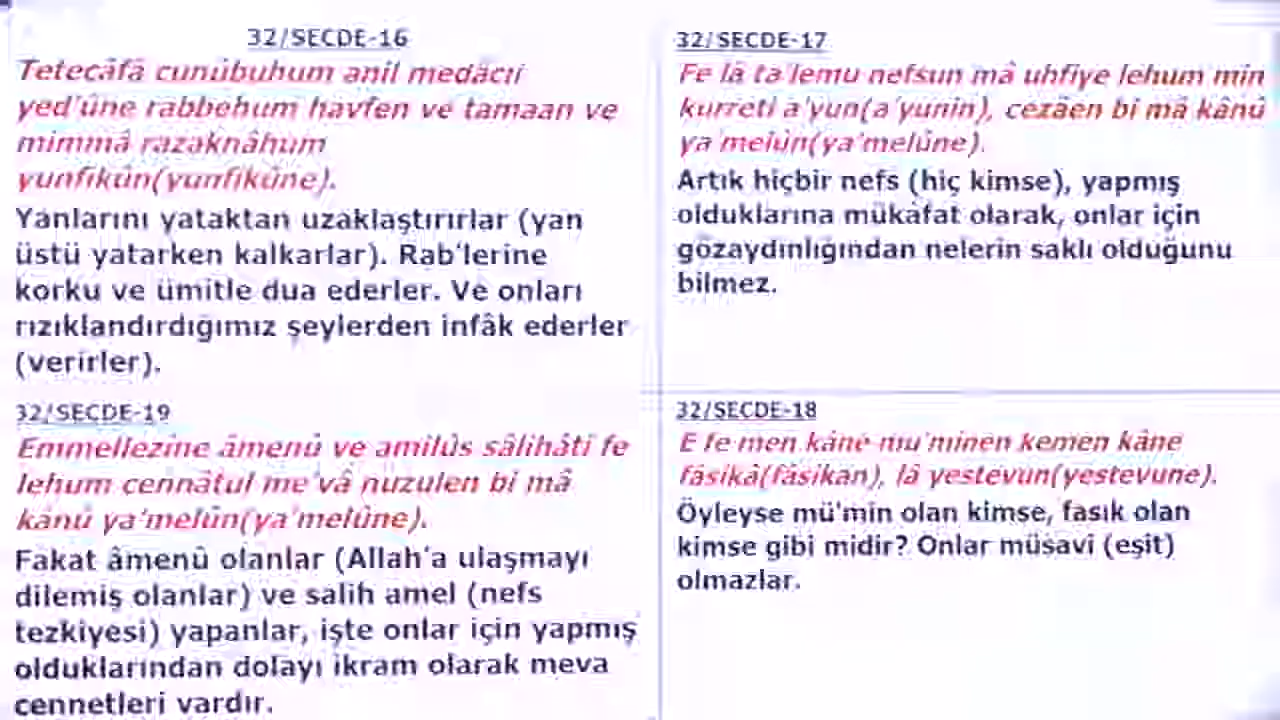 32/SECDE-16
Tetecâfâ cunûbuhum anil medâcıi
yed'ûne rabbehum havfen ve tamaan ve
mimmâ razaknâhum
yunfikûn(yunfikûne).
Yanlarını yataktan uzaklaştırırlar (yan
üstü yatarken kalkarlar). Rab'lerine
korku ve ümitle dua ederler. Ve onları
rızıklandırdığımız şeylerden infâk ederler
(verirler).
32/SECDE-17
Fe lâ ta'lemu nefsun mâ uhfiye lehum min
kurreti a'yun(a'yunin), cezâen bi mâ kânû
ya'melûn(ya'melûne).
Artık hiçbir nefs (hiç kimse), yapmış
olduklarına mükâfat olarak, onlar için
gözaydınlığından nelerin saklı olduğunu
bilmez.
32/SECDE-18
E fe men kâne mu'minen kemen kâne
fâsikâ(fâsikan), lâ yestevun(yestevune).
Öyleyse mü'min olan kimse, fasık olan
kimse gibi midir? Onlar müsavi (eşit)
olmazlar.
32/SECDE-19
Emmellezîne âmenû ve amilûs sâlihâti fe
lehum cennâtul me'vâ nuzulen bi mâ
kânû ya'melûn(ya'melûne).
Fakat âmenû olanlar (Allah'a ulaşmayı
dilemiş olanlar) ve salih amel (nefs
tezkiyesi) yapanlar, işte onlar için yapmış
olduklarından dolayı ikram olarak meva
cennetleri vardır.